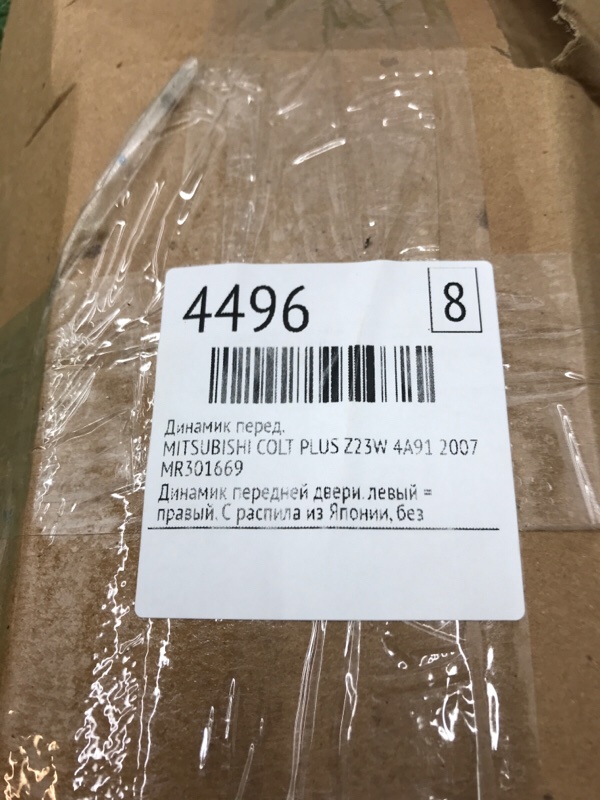 4496
8
Динамик перед.
MITSUBISHI COLT PLUS Z23W 4A91 2007
MR301669
Динамик передней двери. левый =
правый. С распила из Японии, без